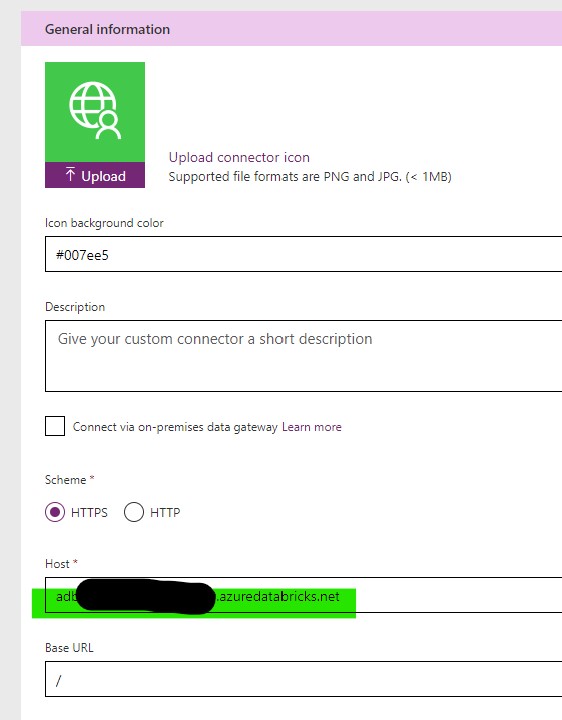 General information
Upload
Upload connector icon
Supported file formats are PNG and JPG. (< 1MB)
Icon background color
#007ee5
Description
Give your custom connector a short description
Connect via on-premises data gateway Learn more
Scheme *
HTTPS HTTP
Host *
adb .azuredatabricks.net
Base URL
/